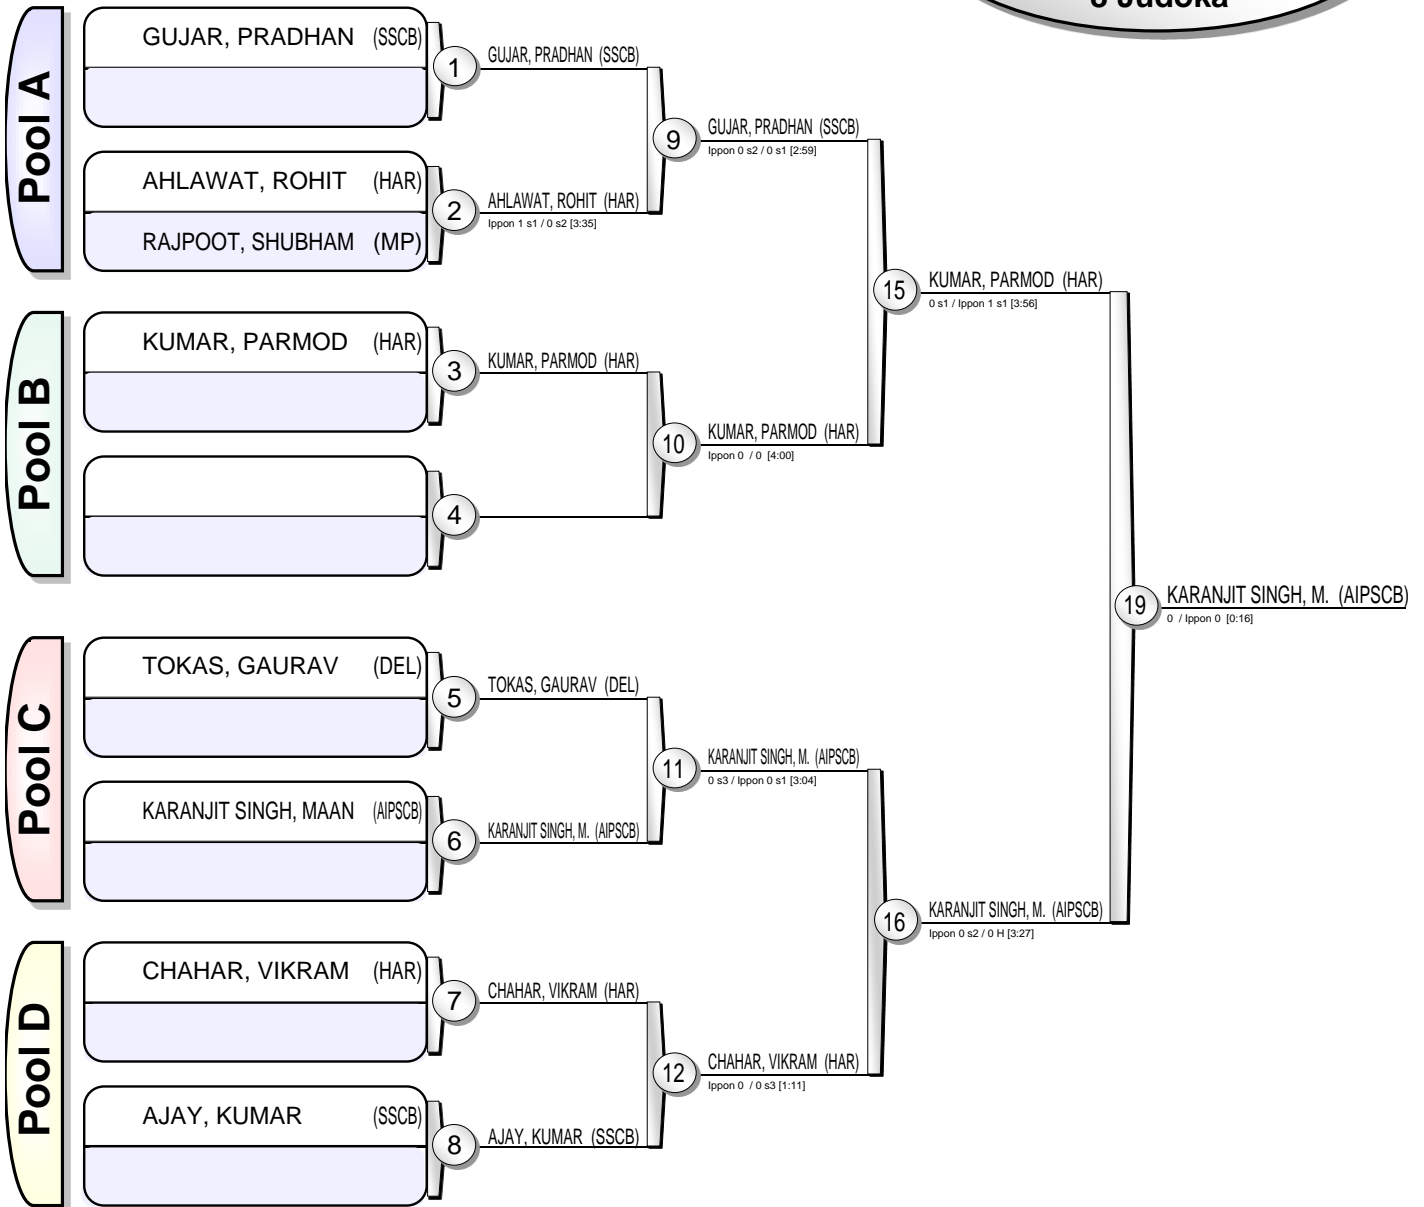 8 Judoka
Pool A
GUJAR, PRADHAN (SSCB)
1
GUJAR, PRADHAN (SSCB)
AHLAWAT, ROHIT (HAR)
RAJPOOT, SHUBHAM (MP)
2
AHLAWAT, ROHIT (HAR)
Ippon 1 s1 / 0 s2 [3:35]
9
GUJAR, PRADHAN (SSCB)
Ippon 0 s2 / 0 s1 [2:59]
Pool B
KUMAR, PARMOD (HAR)
3
KUMAR, PARMOD (HAR)
4
10
KUMAR, PARMOD (HAR)
Ippon 0 / 0 [4:00]
15
KUMAR, PARMOD (HAR)
0 s1 / Ippon 1 s1 [3:56]
Pool C
TOKAS, GAURAV (DEL)
5
TOKAS, GAURAV (DEL)
KARANJIT SINGH, MAAN (AIPSCB)
6
KARANJIT SINGH, M. (AIPSCB)
11
KARANJIT SINGH, M. (AIPSCB)
0 s3 / Ippon 0 s1 [3:04]
Pool D
CHAHAR, VIKRAM (HAR)
7
CHAHAR, VIKRAM (HAR)
AJAY, KUMAR (SSCB)
8
AJAY, KUMAR (SSCB)
12
CHAHAR, VIKRAM (HAR)
Ippon 0 / 0 s3 [1:11]
16
KARANJIT SINGH, M. (AIPSCB)
Ippon 0 s2 / 0 H [3:27]
19
KARANJIT SINGH, M. (AIPSCB)
0 / Ippon 0 [0:16]